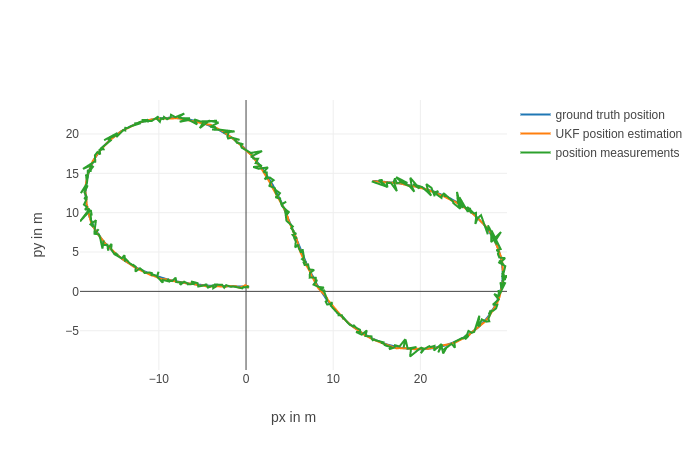 ground truth position
UKF position estimation
position measurements
20
15
10
5
0
−5
−10
0
10
20
py in m
px in m